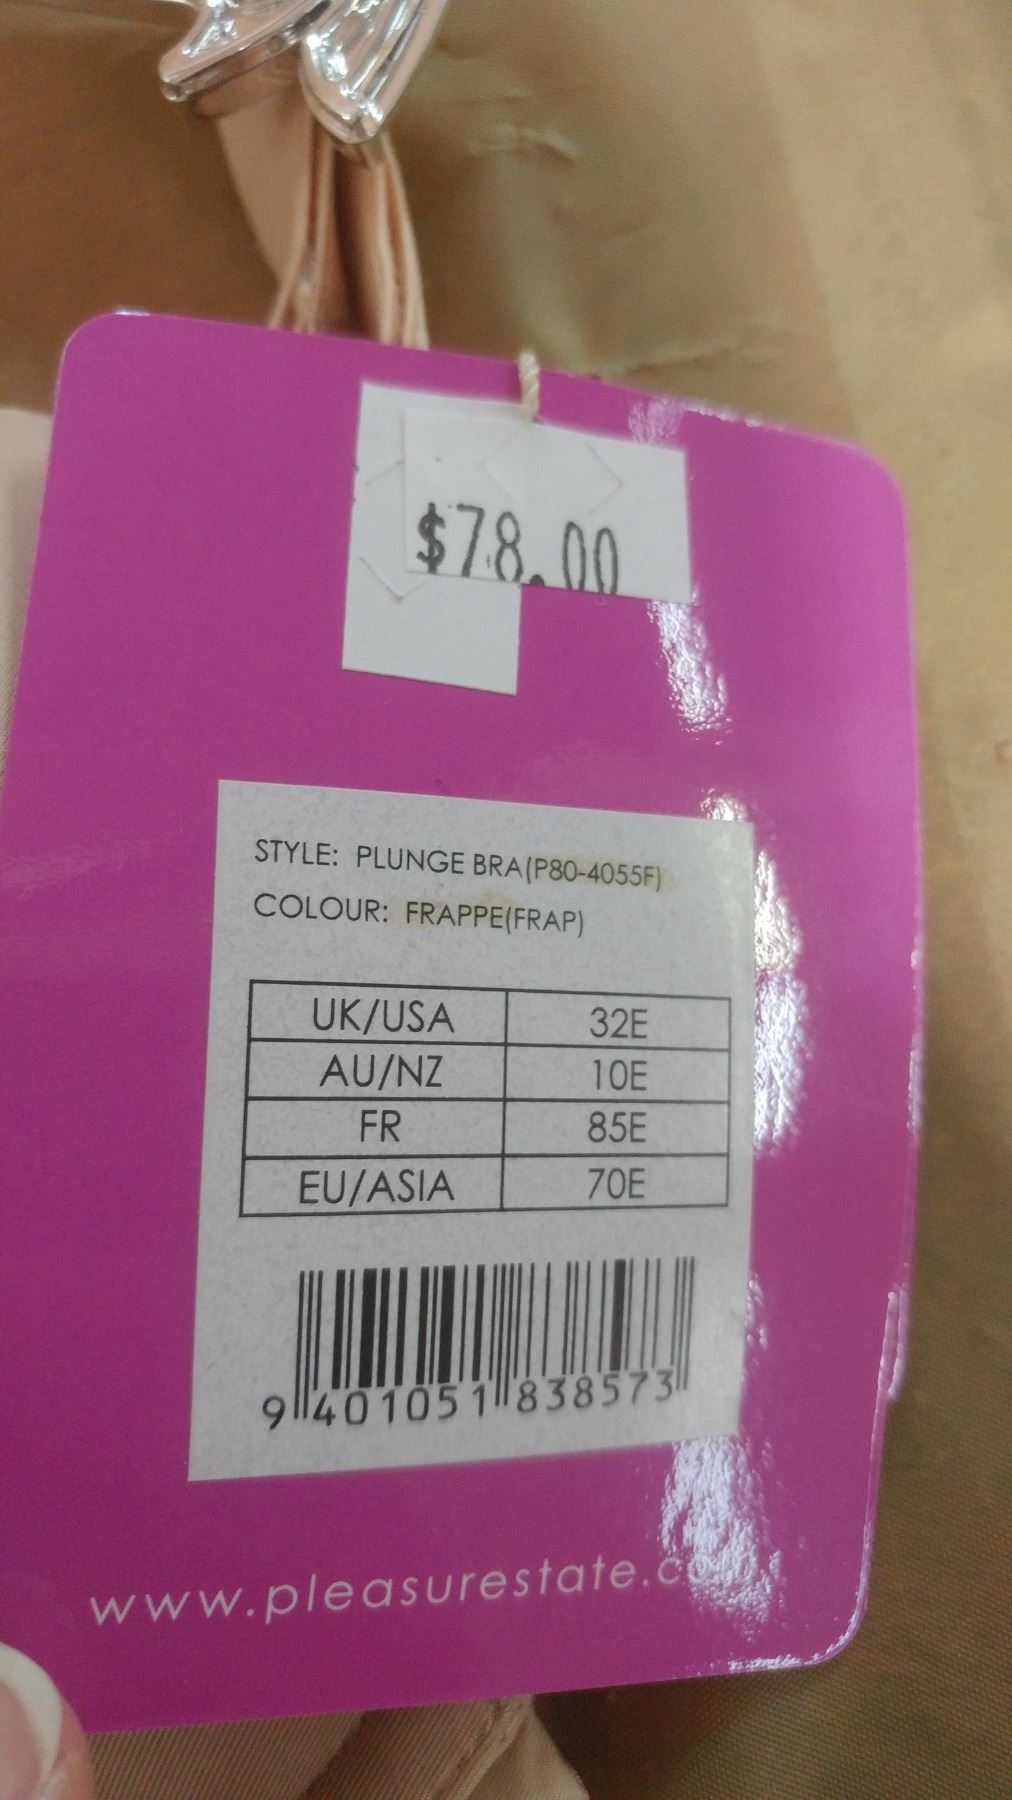 $78.00
STYLE: PLUNGE BRA(P80-4055F)
COLOUR: FRAPPE(FRAP)
UK/USA 32E
AU/NZ 10E
FR 85E
EU/ASIA 70E
9 401051 838573
www.pleasurestate.com